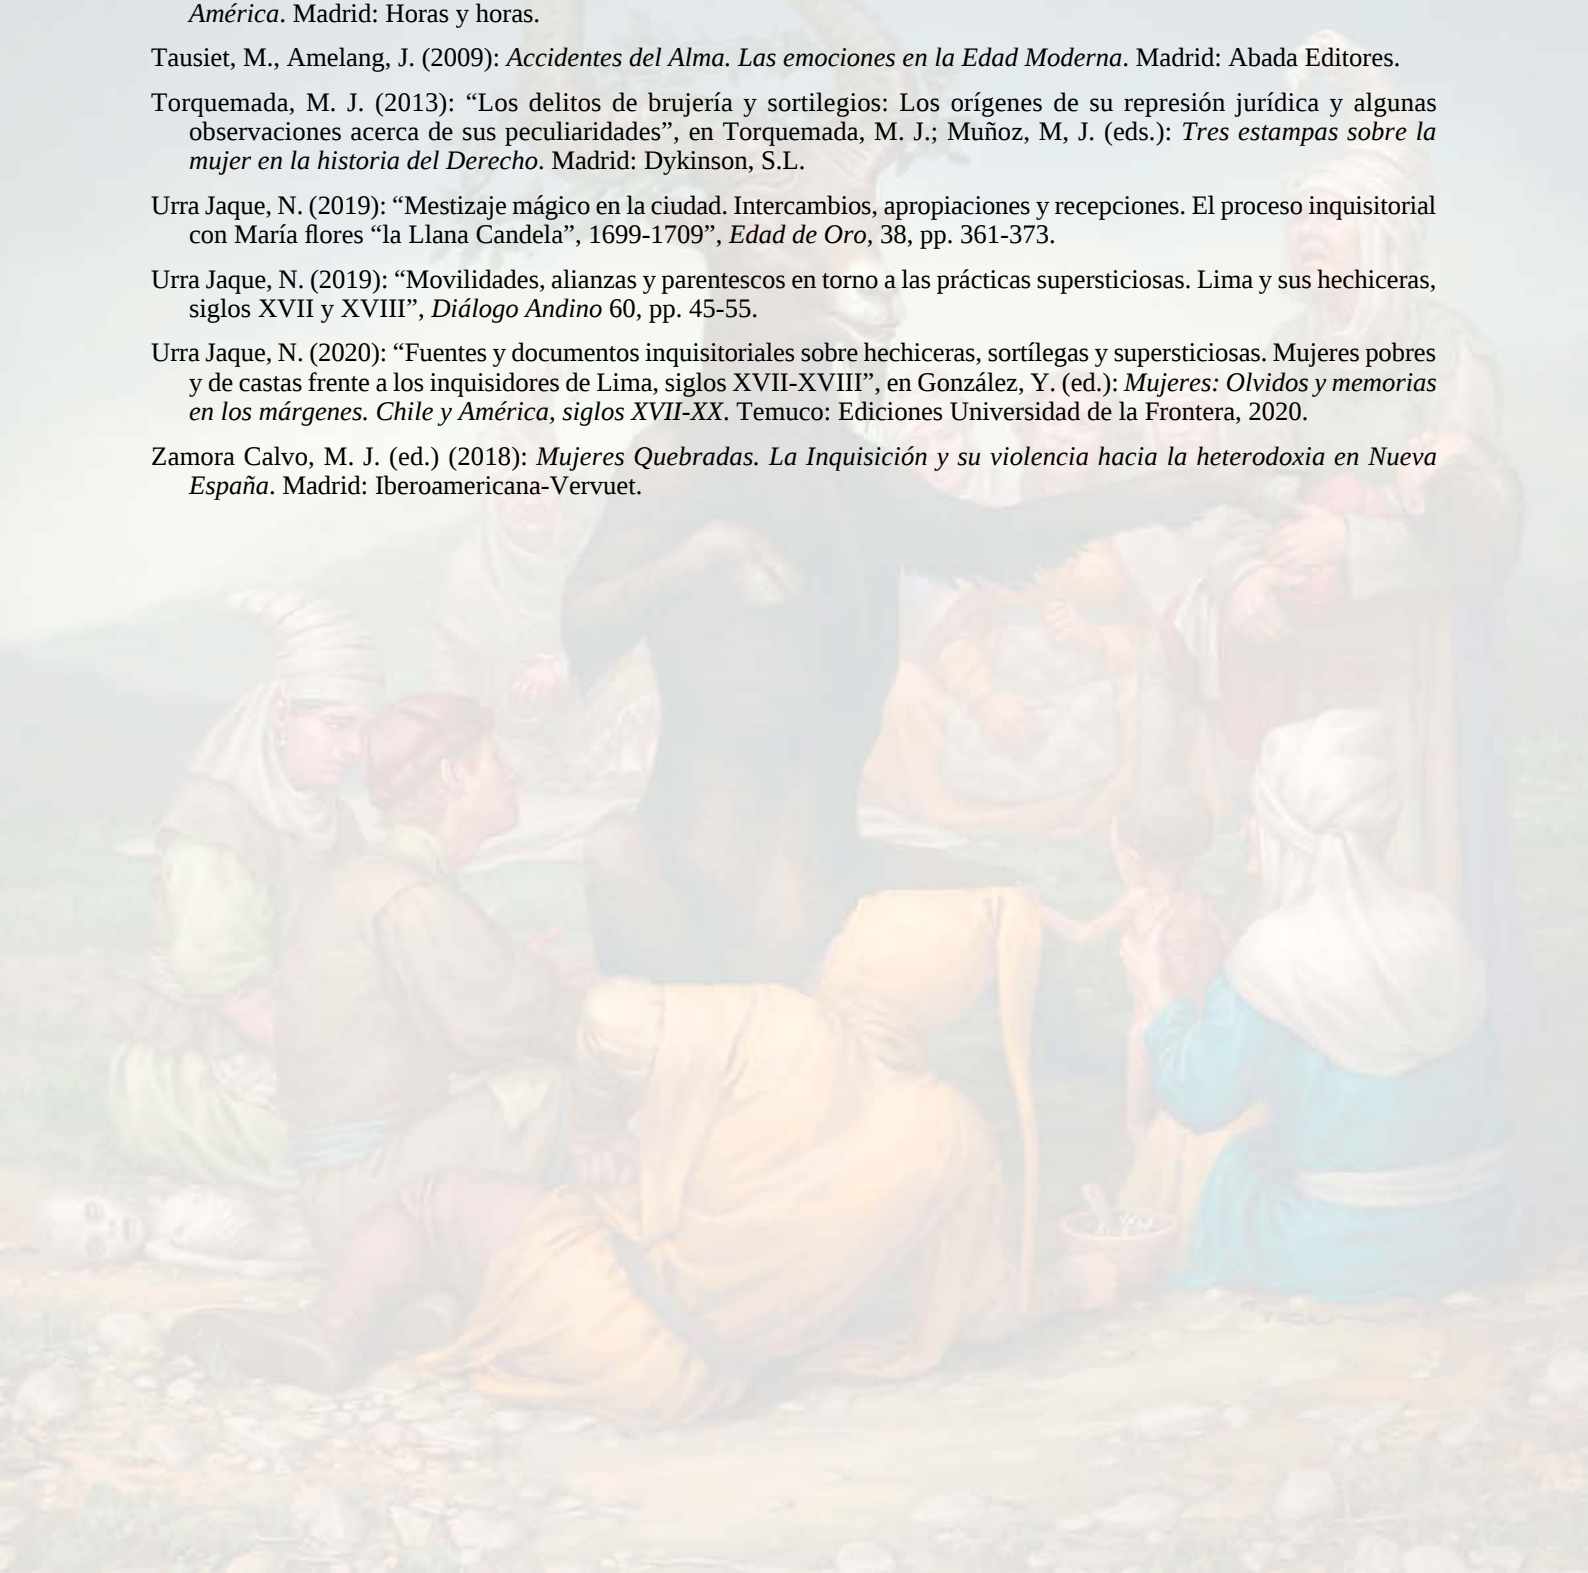 América. Madrid: Horas y horas.
Tausiet, M., Amelang, J. (2009): Accidentes del Alma. Las emociones en la Edad Moderna. Madrid: Abada Editores.
Torquemada, M. J. (2013): “Los delitos de brujería y sortilegios: Los orígenes de su represión jurídica y algunas
observaciones acerca de sus peculiaridades”, en Torquemada, M. J.; Muñoz, M, J. (eds.): Tres estampas sobre la
mujer en la historia del Derecho. Madrid: Dykinson, S.L.
Urra Jaque, N. (2019): “Mestizaje mágico en la ciudad. Intercambios, apropiaciones y recepciones. El proceso inquisitorial
con María flores “la Llana Candela”, 1699-1709”, Edad de Oro, 38, pp. 361-373.
Urra Jaque, N. (2019): “Movilidades, alianzas y parentescos en torno a las prácticas supersticiosas. Lima y sus hechiceras,
siglos XVII y XVIII”, Diálogo Andino 60, pp. 45-55.
Urra Jaque, N. (2020): “Fuentes y documentos inquisitoriales sobre hechiceras, sortílegas y supersticiosas. Mujeres pobres
y de castas frente a los inquisidores de Lima, siglos XVII-XVIII”, en González, Y. (ed.): Mujeres: Olvidos y memorias
en los márgenes. Chile y América, siglos XVII-XX. Temuco: Ediciones Universidad de la Frontera, 2020.
Zamora Calvo, M. J. (ed.) (2018): Mujeres Quebradas. La Inquisición y su violencia hacia la heterodoxia en Nueva
España. Madrid: Iberoamericana-Vervuet.